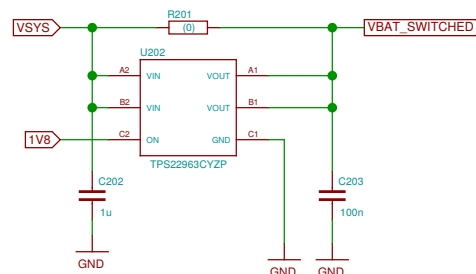 R201
VSYS
(0)
VBAT_SWITCHED
U202
A2
VIN
VOUT
A1
B2
VIN
VOUT
B1
1V8
C2
ON
GND
C1
TPS22963CYZP
C202
1u
C203
100n
GND
GND
GND